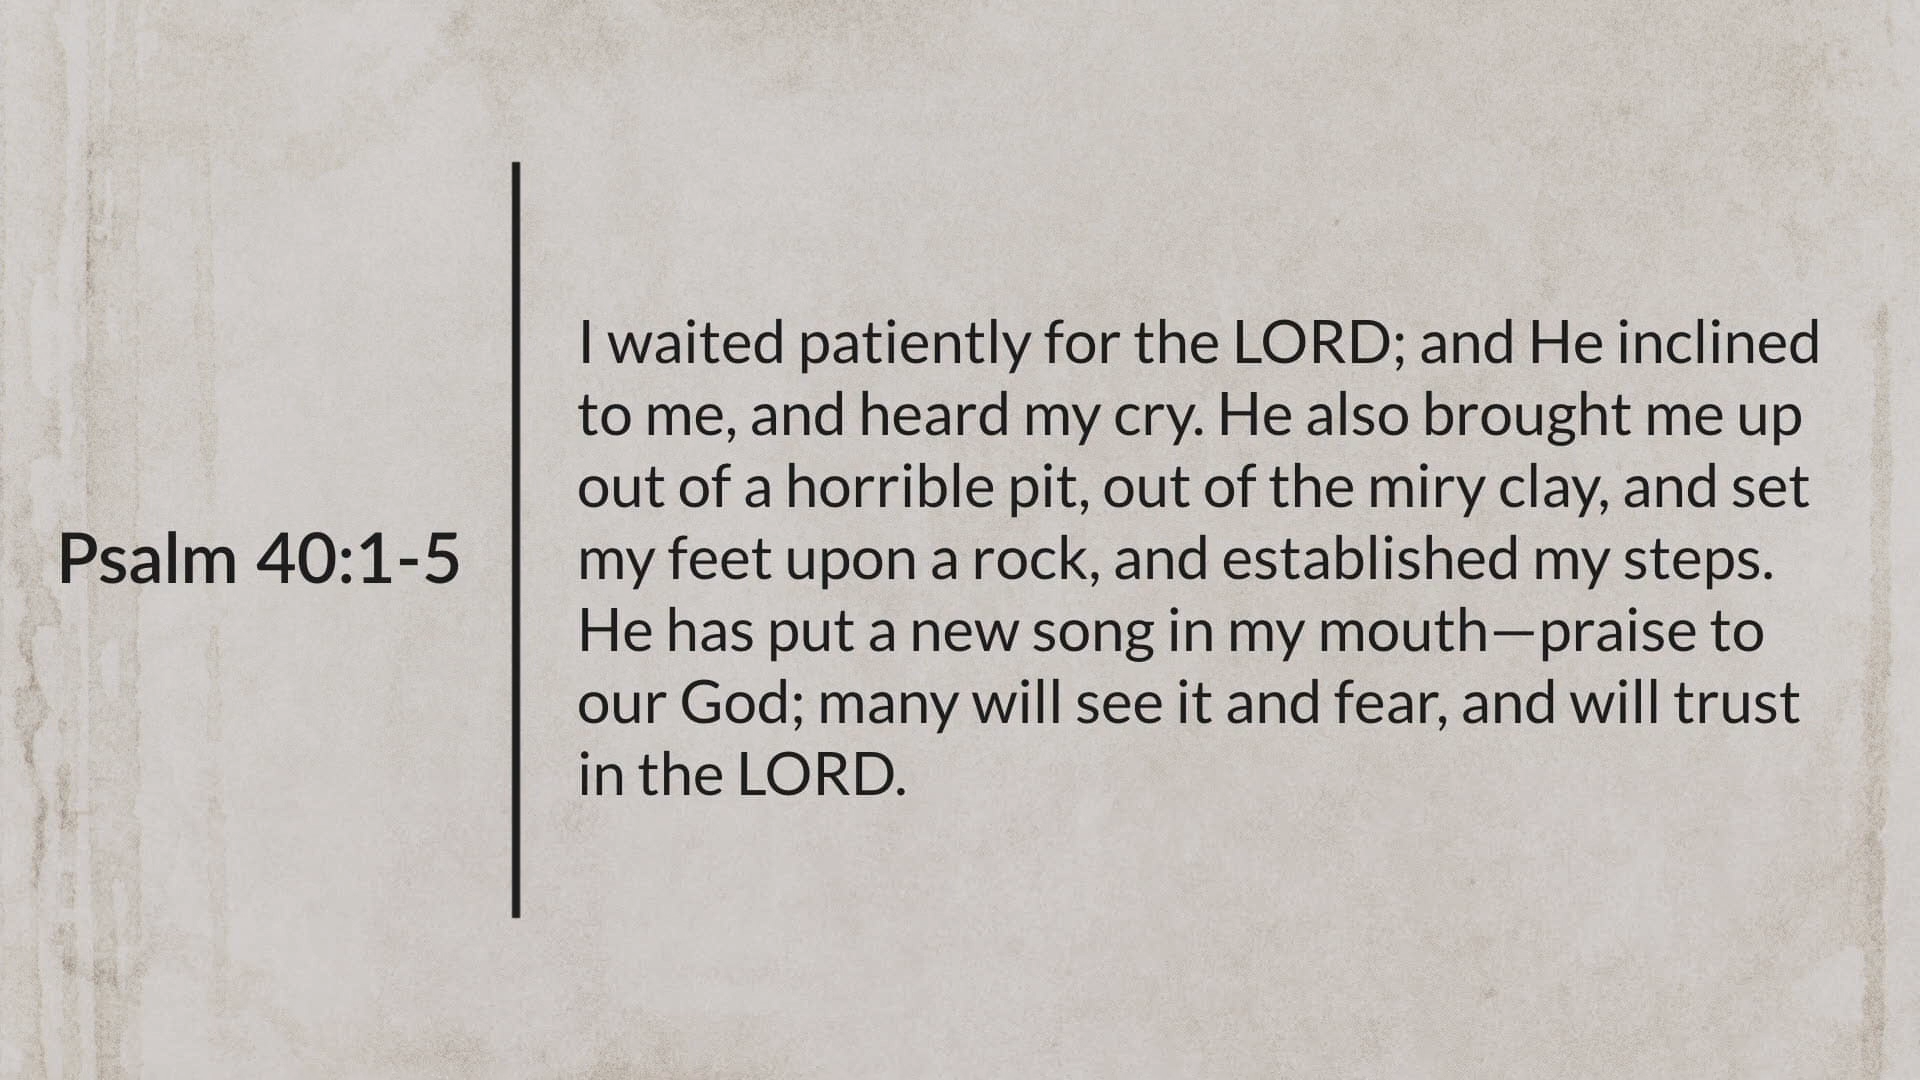 Psalm 40:1-5
I waited patiently for the LORD; and He inclined
to me, and heard my cry. He also brought me up
out of a horrible pit, out of the miry clay, and set
my feet upon a rock, and established my steps.
He has put a new song in my mouth—praise to
our God; many will see it and fear, and will trust
in the LORD.